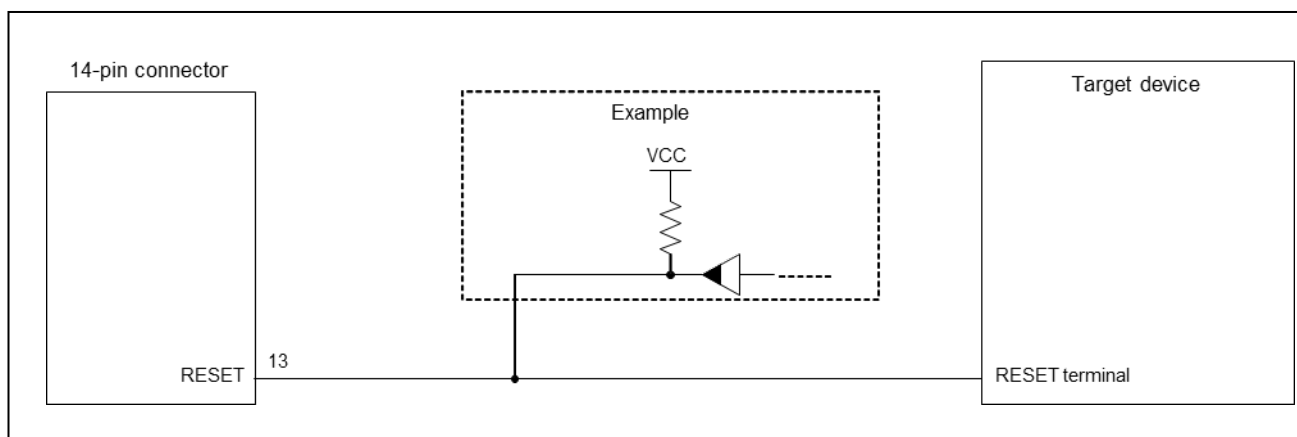 14-pin connector
Target device
Example
VCC
13
RESET
RESET terminal